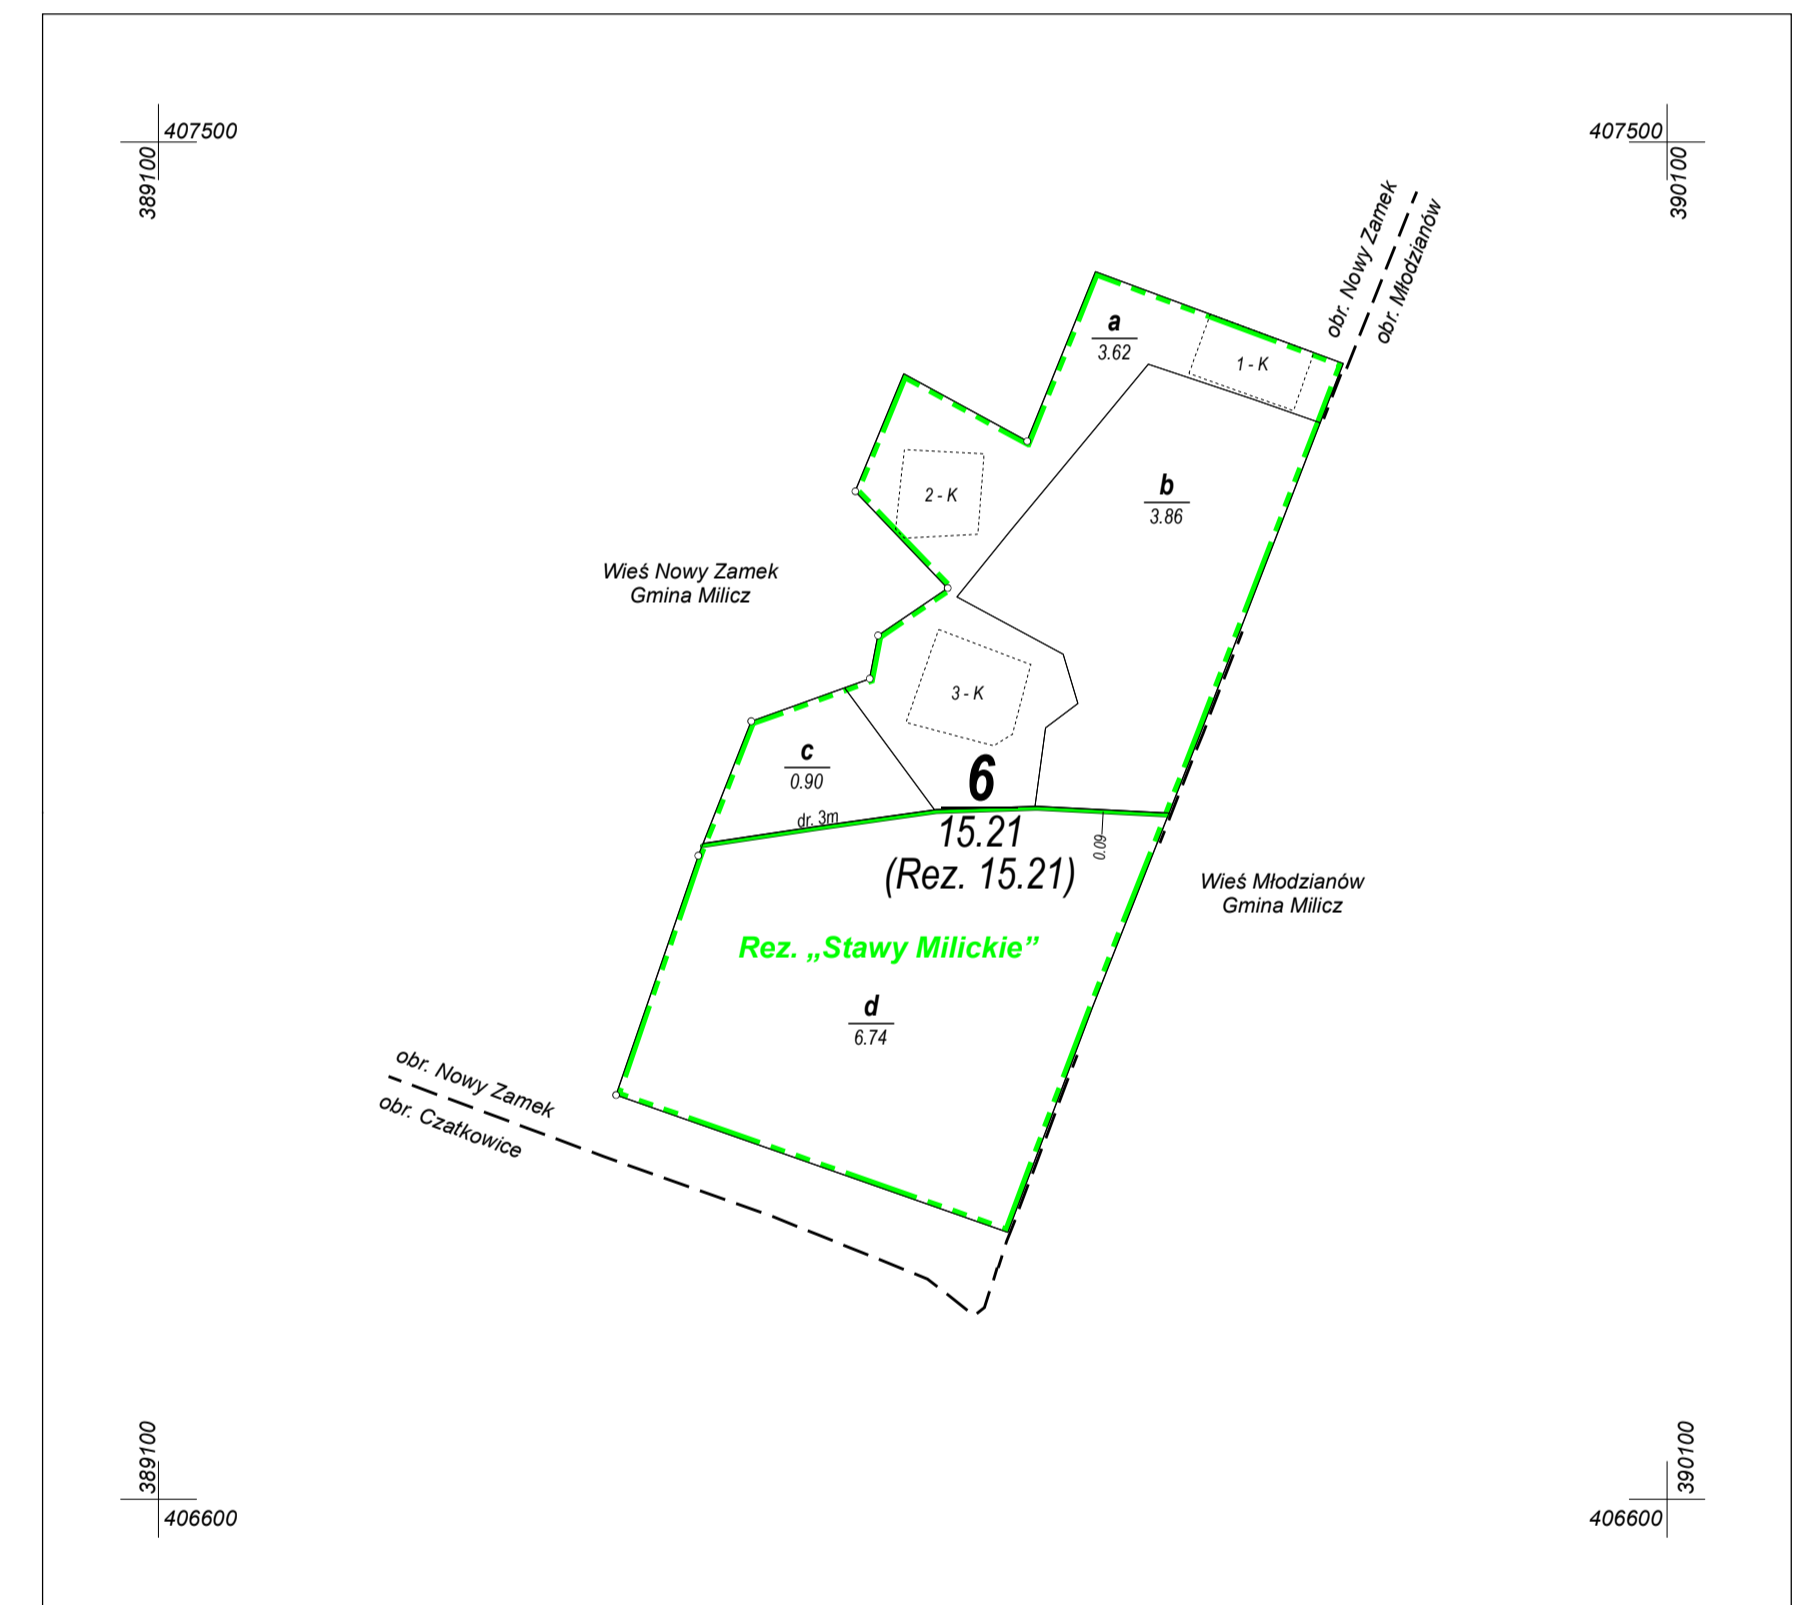 407500
407500
389100
390100
obr. Nowy Zamek
obr. Młodzianów
a
3.62
1 - K
b
3.86
2 - K
Wieś Nowy Zamek
Gmina Milicz
3 - K
c
0.90
6
dr. 3m
15.21
0.09
(Rez. 15.21)
Wieś Młodzianów
Gmina Milicz
Rez. „Stawy Milickie”
d
6.74
obr. Nowy Zamek
obr. Czatkowice
389100
390100
406600
406600